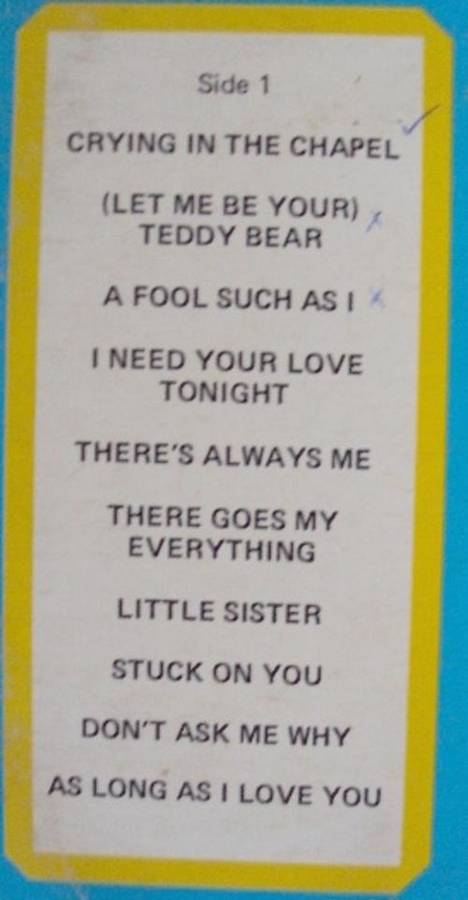 Side 1
CRYING IN THE CHAPEL
(LET ME BE YOUR)
TEDDY BEAR
A FOOL SUCH AS I
I NEED YOUR LOVE
TONIGHT
THERE'S ALWAYS ME
THERE GOES MY
EVERYTHING
LITTLE SISTER
STUCK ON YOU
DON'T ASK ME WHY
AS LONG AS I LOVE YOU